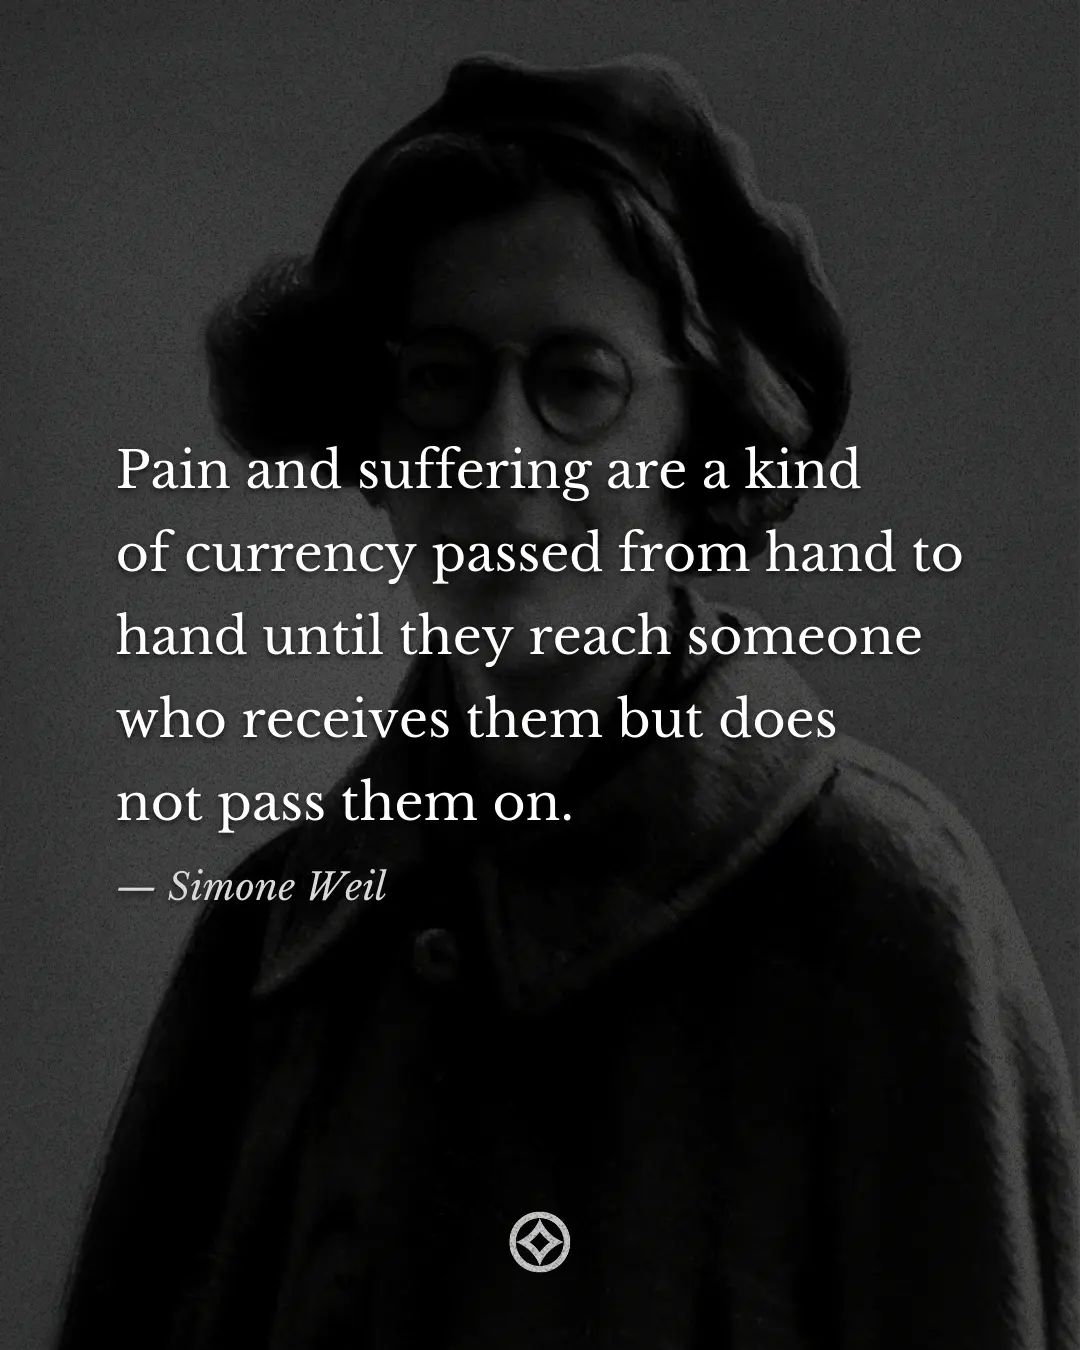 Pain and suffering are a kind
of currency passed from hand to
hand until they reach someone
who receives them but does
not pass them on.
— Simone Weil